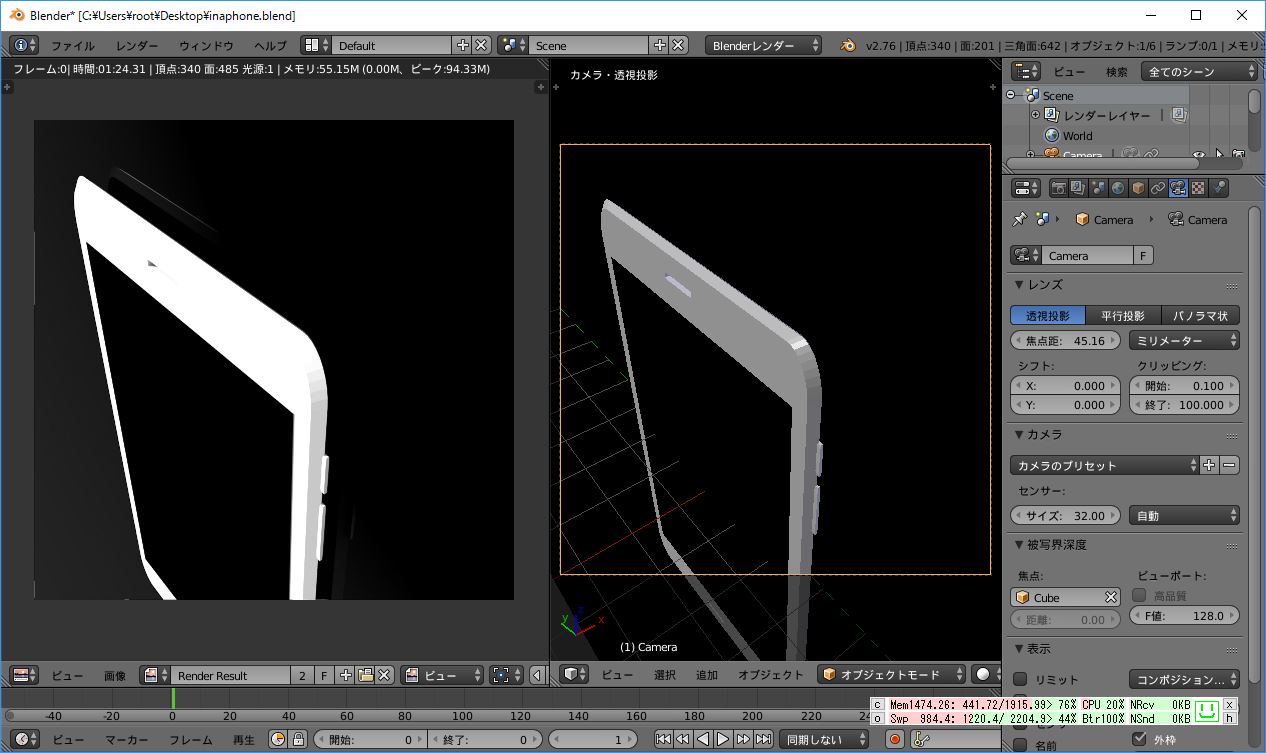 Blender* [C:¥Users¥root¥Desktop¥inaphone.blend]
ファイル レンダー ウィンドウ ヘルプ Default Scene Blenderレンダー v2.76 | 頂点:340 | 面:201 | 三角面:642 | オブジェクト:1/6 | ランプ:0/1 | メモリ:
フレーム:0| 時間:01:24.31 | 頂点:340 面:485 光源:1 | メモリ:55.15M (0.00M、ピーク:94.33M)
カメラ・透視投影
y z x
(1) Camera
ビュー 検索 全てのシーン
Scene
レンダーレイヤー
World
Camera
Camera Camera
Camera F
レンズ
透視投影 平行投影 パノラマ状
焦点距: 45.16 ミリメーター
シフト: クリッピング:
X: 0.000 開始: 0.100
Y: 0.000 終了: 100.000
カメラ
カメラのプリセット
センサー:
サイズ: 32.00 自動
被写界深度
焦点: ビューポート:
Cube 高品質
距離: 0.00 F値: 128.0
表示
リミット コンポジション...
名前 外枠
ビュー 画像 Render Result 2 F ビュー
ビュー 選択 追加 オブジェクト オブジェクトモード
-40 -20 0 20 40 60 80 100 120 140 160 180 200 220
ビュー マーカー フレーム 再生 開始: 0 終了: 0 1 同期しない
c Mem1474.26: 441.72/1915.99> 76% CPU 20% NRcv 0KB x
o Swp 984.4: 1220.4/ 2204.9> 44% Btr100% NSnd 0KB h